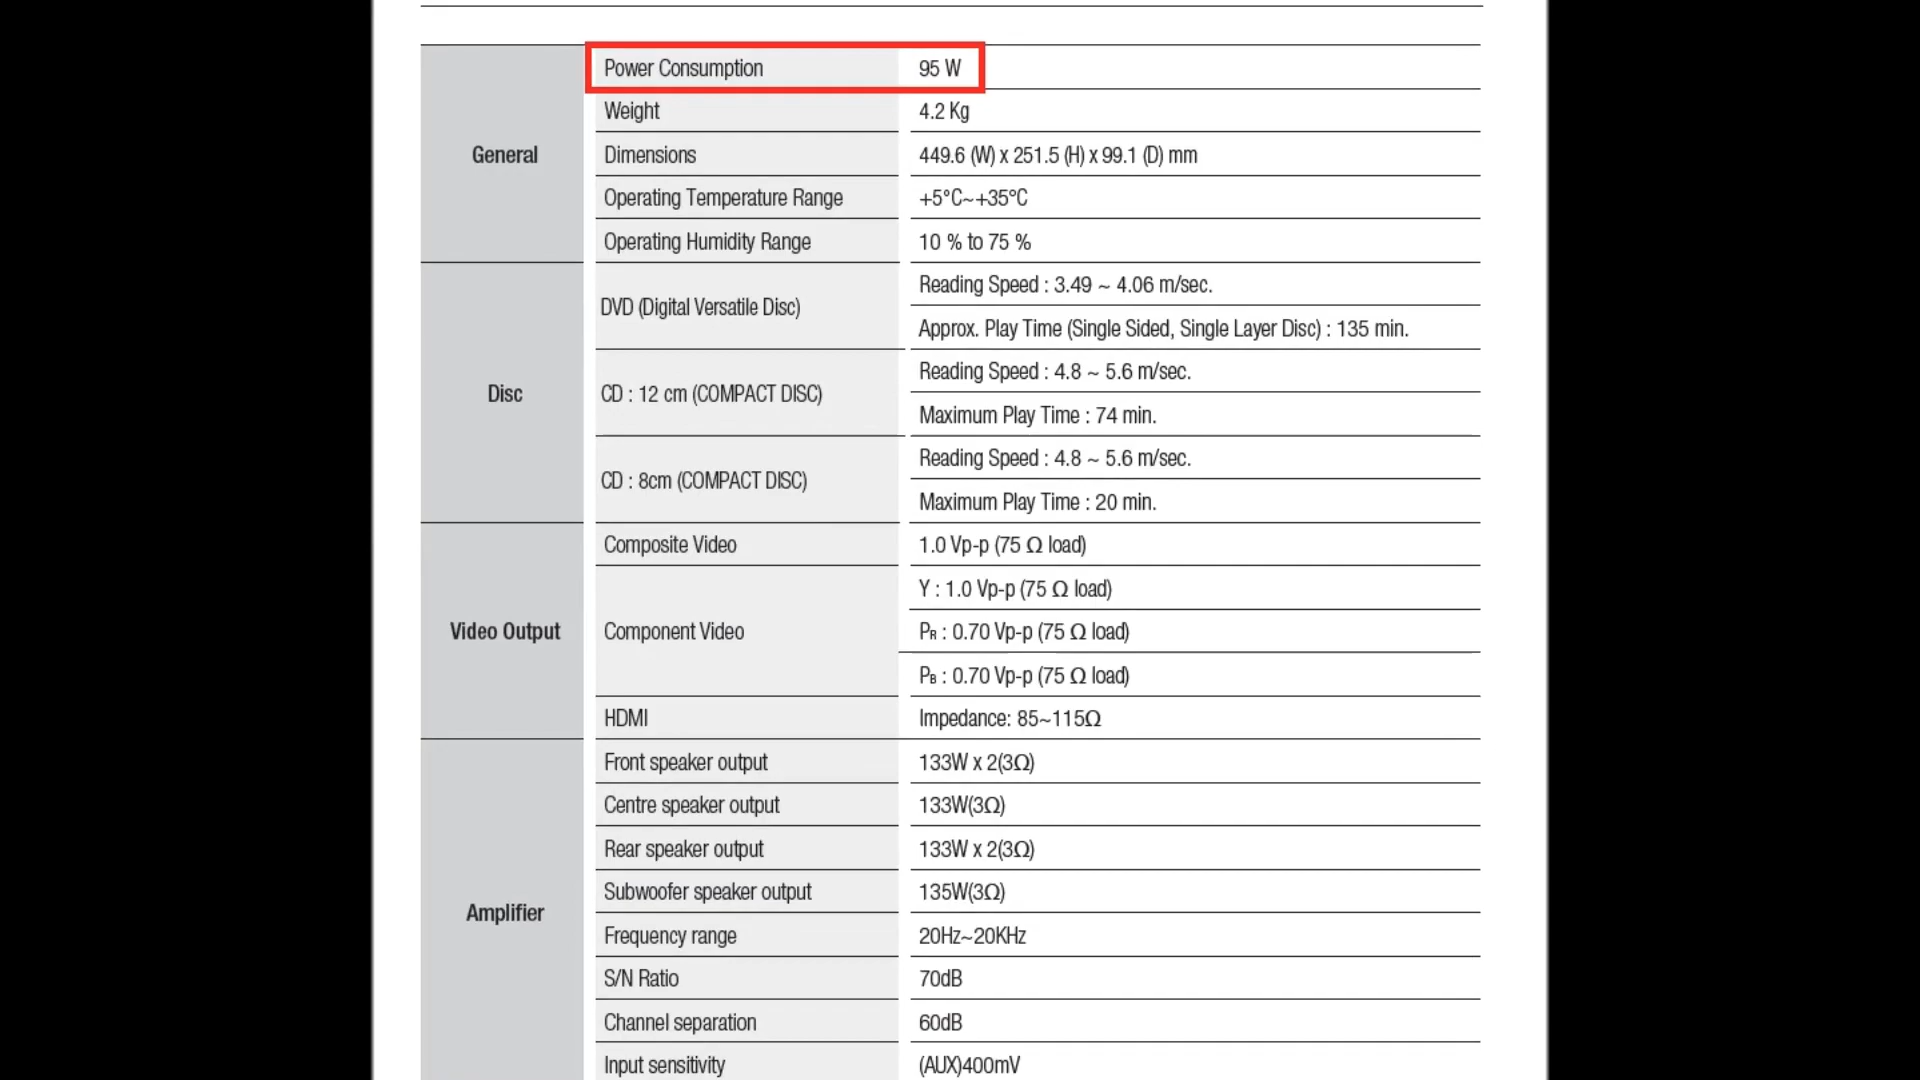 General
Power Consumption 95 W
Weight 4.2 Kg
Dimensions 449.6 (W) x 251.5 (H) x 99.1 (D) mm
Operating Temperature Range +5°C~+35°C
Operating Humidity Range 10 % to 75 %
Disc
DVD (Digital Versatile Disc)
Reading Speed : 3.49 ~ 4.06 m/sec.
Approx. Play Time (Single Sided, Single Layer Disc) : 135 min.
CD : 12 cm (COMPACT DISC)
Reading Speed : 4.8 ~ 5.6 m/sec.
Maximum Play Time : 74 min.
CD : 8cm (COMPACT DISC)
Reading Speed : 4.8 ~ 5.6 m/sec.
Maximum Play Time : 20 min.
Video Output
Composite Video 1.0 Vp-p (75 Ω load)
Component Video
Y : 1.0 Vp-p (75 Ω load)
PR : 0.70 Vp-p (75 Ω load)
PB : 0.70 Vp-p (75 Ω load)
HDMI Impedance: 85~115Ω
Amplifier
Front speaker output 133W x 2(3Ω)
Centre speaker output 133W(3Ω)
Rear speaker output 133W x 2(3Ω)
Subwoofer speaker output 135W(3Ω)
Frequency range 20Hz~20KHz
S/N Ratio 70dB
Channel separation 60dB
Input sensitivity (AUX)400mV